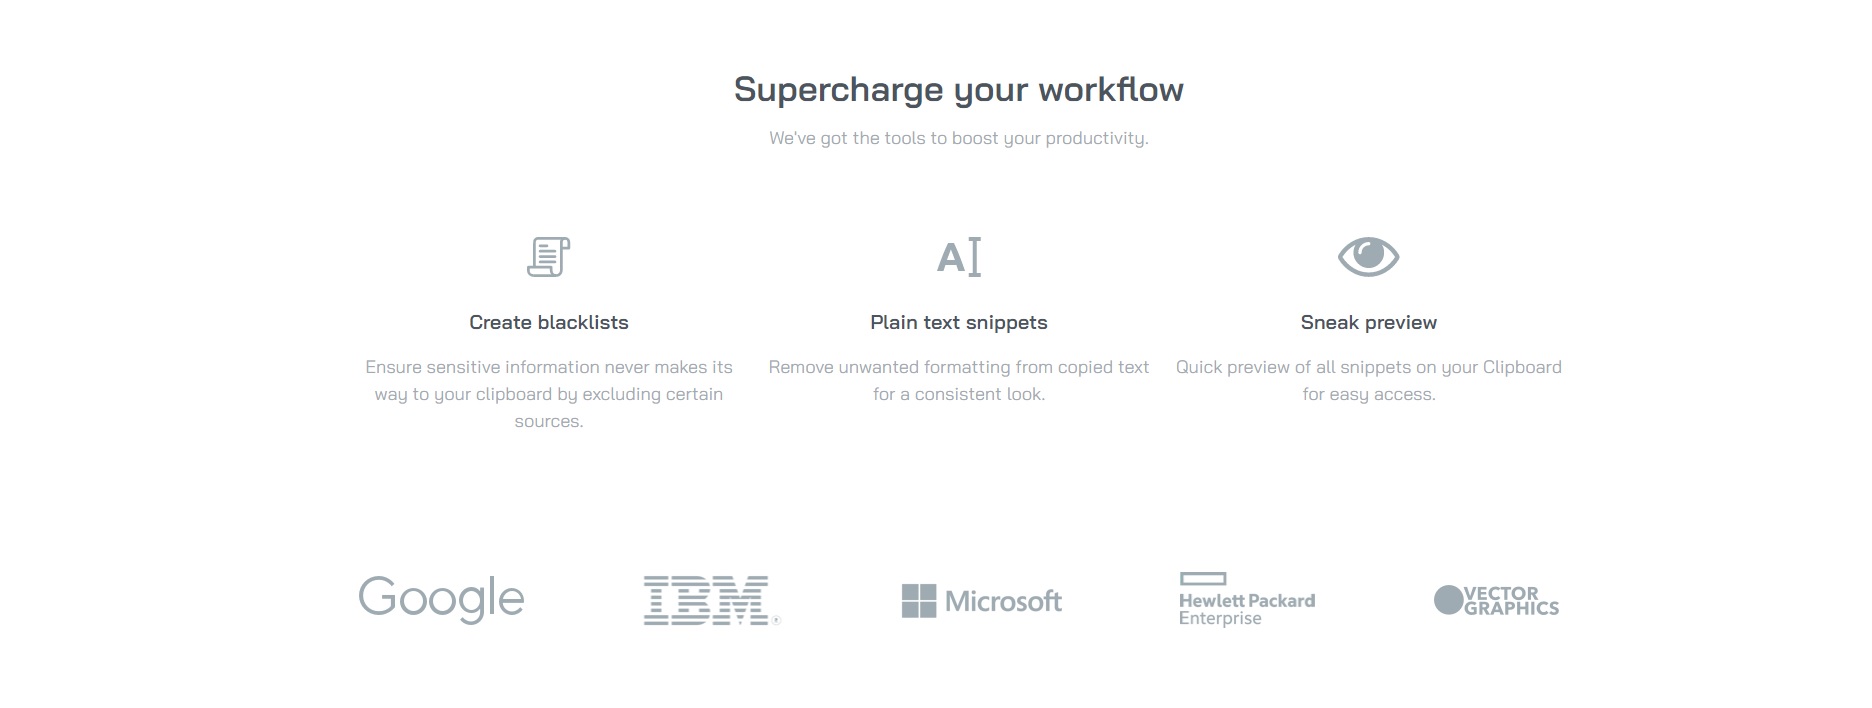 Supercharge your workflow
We've got the tools to boost your productivity.
A
Create blacklists
Ensure sensitive information never makes its
way to your clipboard by excluding certain
sources.
Plain text snippets
Remove unwanted formatting from copied text
for a consistent look.
Sneak preview
Quick preview of all snippets on your Clipboard
for easy access.
Google
IBM®
Microsoft
Hewlett Packard
Enterprise
VECTOR
GRAPHICS